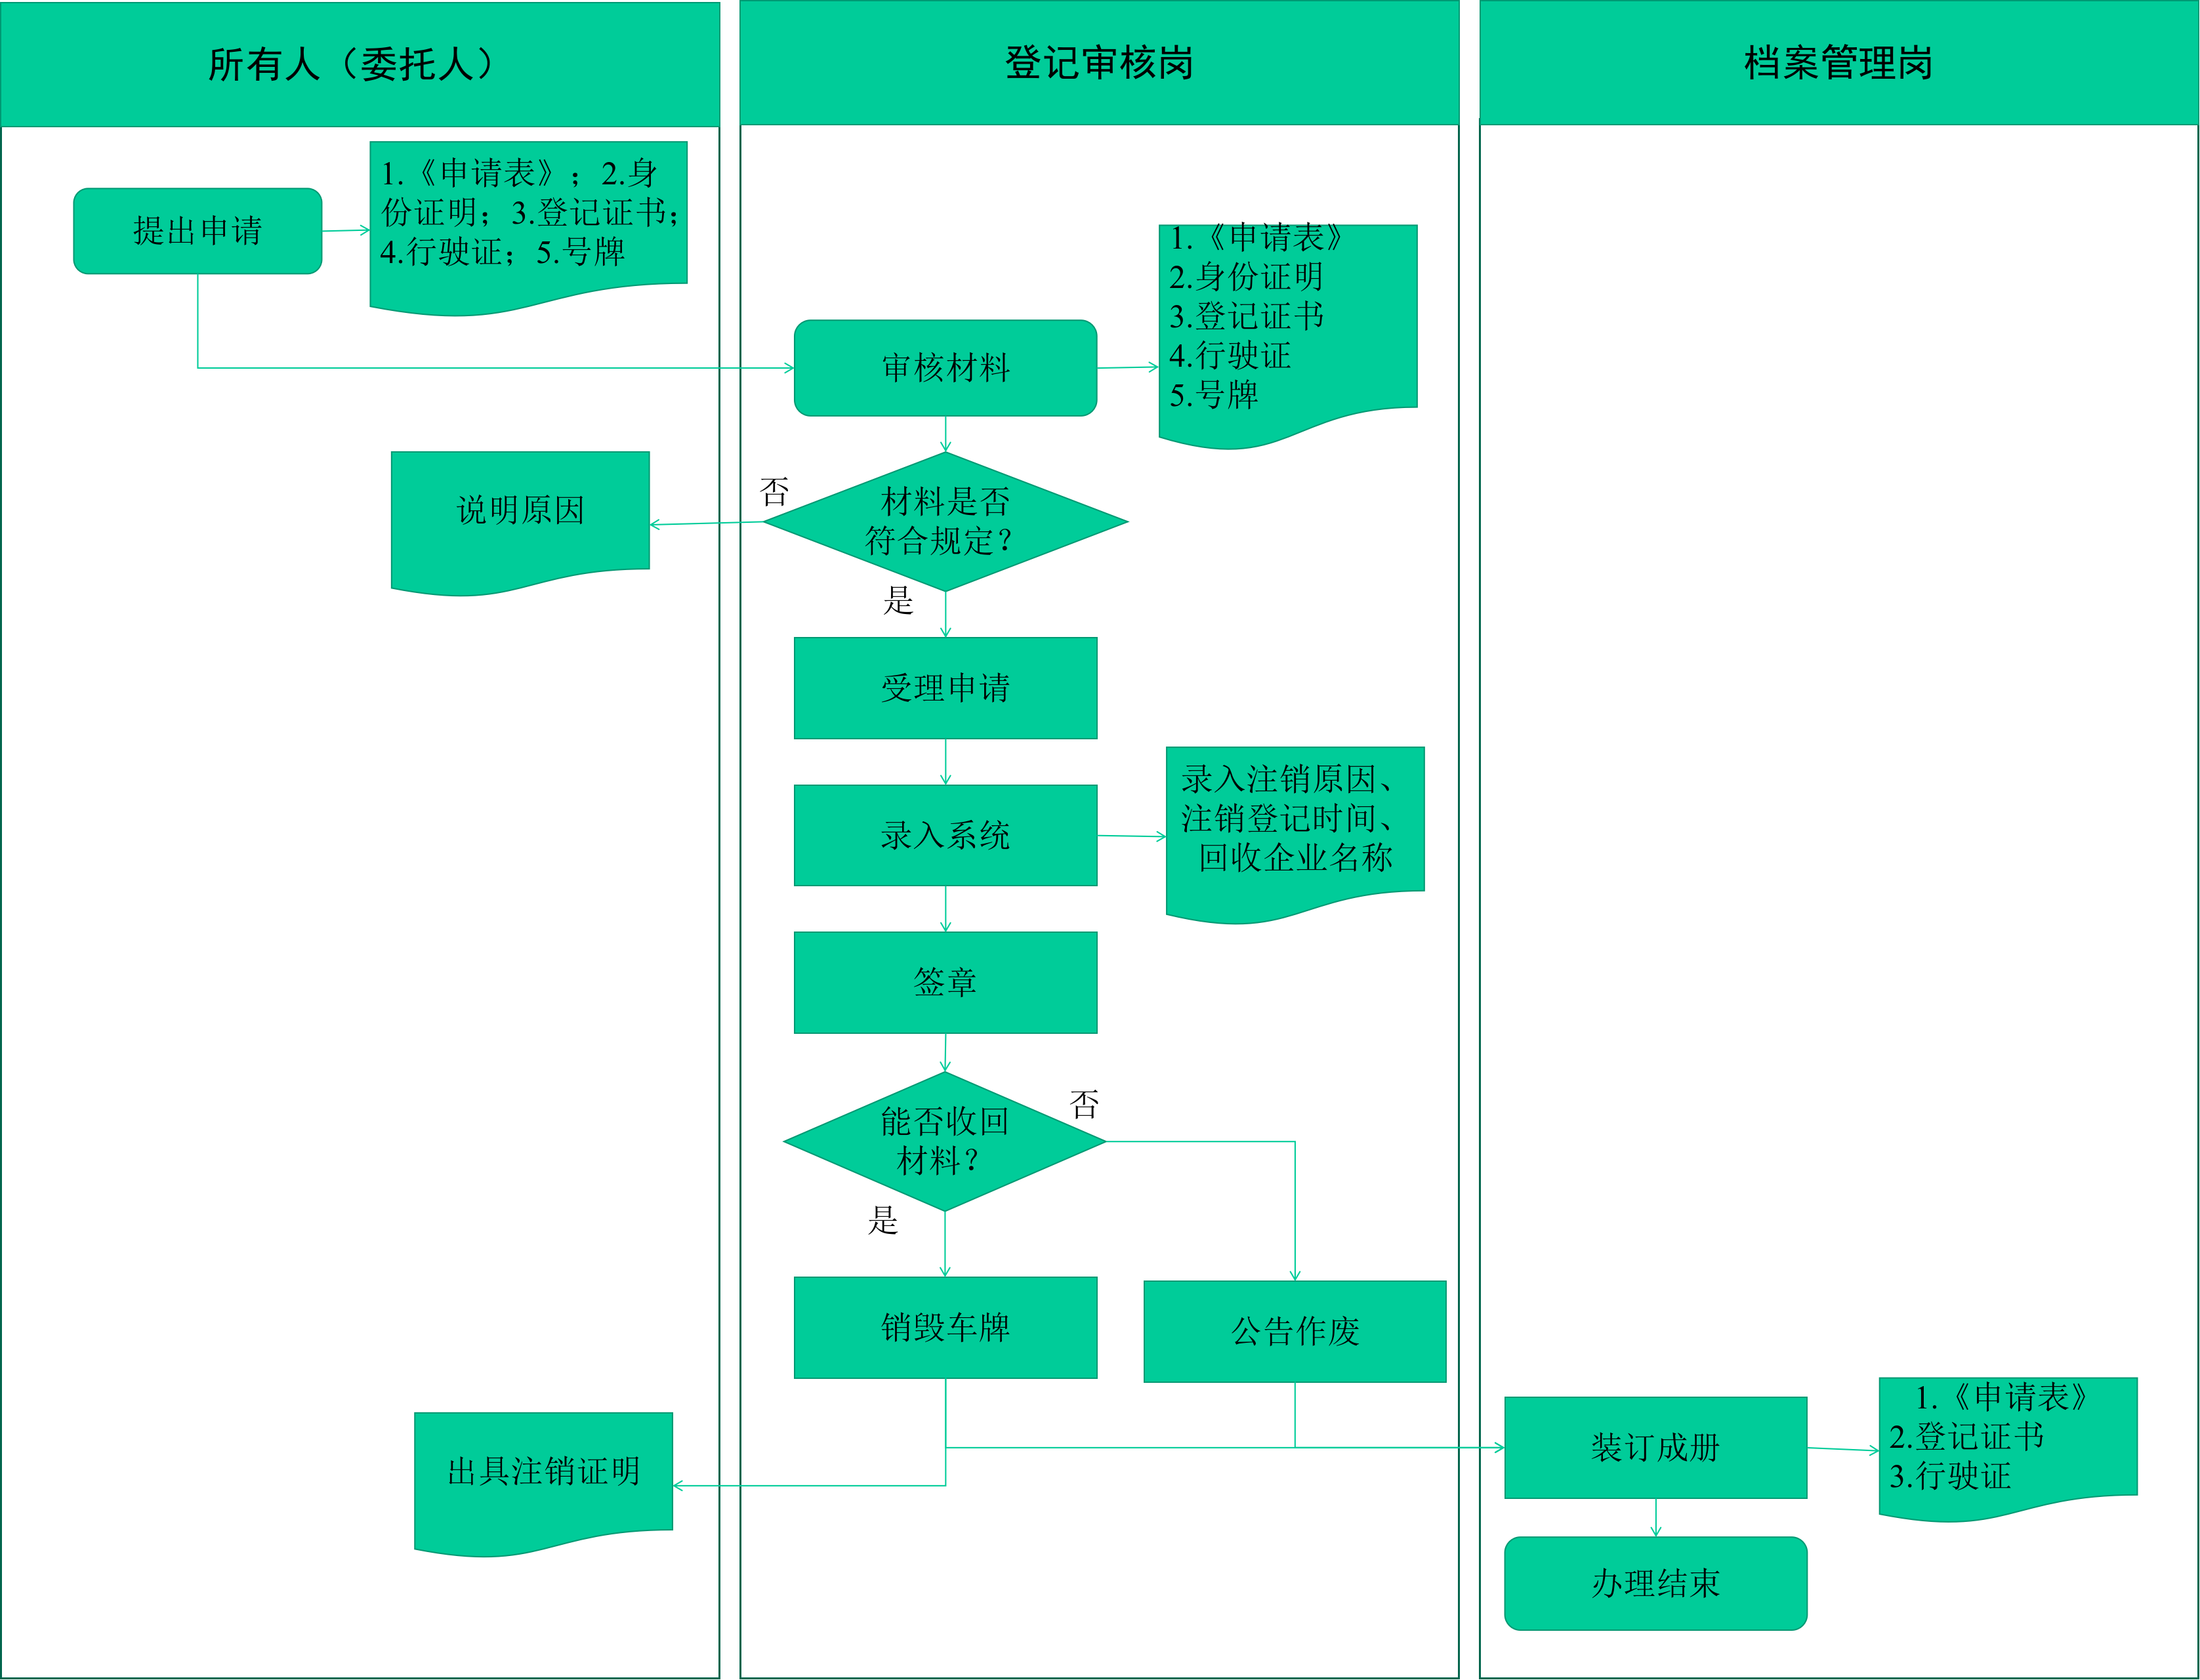 所有人（委托人）
登记审核岗
档案管理岗
提出申请
1.《申请表》；2.身
份证明；3.登记证书；
4.行驶证；5.号牌
审核材料
1.《申请表》
2.身份证明
3.登记证书
4.行驶证
5.号牌
说明原因
否
材料是否
符合规定？
是
受理申请
录入系统
录入注销原因、
注销登记时间、
回收企业名称
签章
能否收回
材料？
否
是
销毁车牌
公告作废
出具注销证明
装订成册
1.《申请表》
2.登记证书
3.行驶证
办理结束